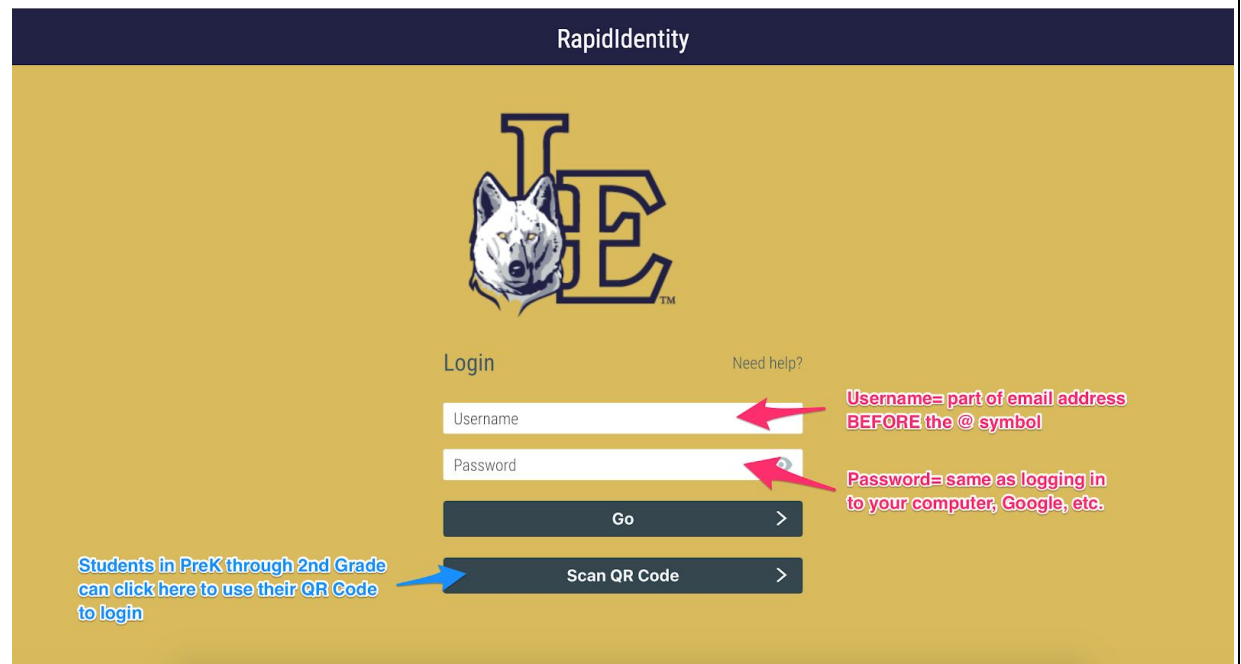 RapidIdentity
LE
TM
Login
Need help?
Username
Username= part of email address
BEFORE the @ symbol
Password
Password= same as logging in
to your computer, Google, etc.
Go
Students in PreK through 2nd Grade
can click here to use their QR Code
to login
Scan QR Code